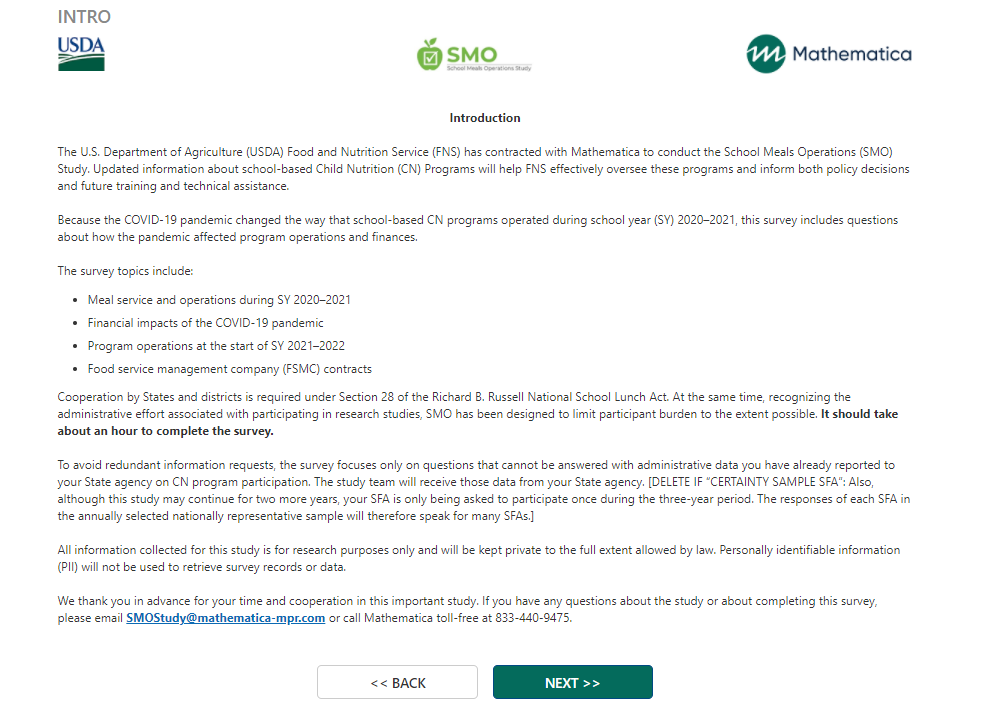 INTRO
USDA
SMO
School Meals Operations Study
Mathematica
Introduction
The U.S. Department of Agriculture (USDA) Food and Nutrition Service (FNS) has contracted with Mathematica to conduct the School Meals Operations (SMO)
Study. Updated information about school-based Child Nutrition (CN) Programs will help FNS effectively oversee these programs and inform both policy decisions
and future training and technical assistance.
Because the COVID-19 pandemic changed the way that school-based CN programs operated during school year (SY) 2020–2021, this survey includes questions
about how the pandemic affected program operations and finances.
The survey topics include:
• Meal service and operations during SY 2020–2021
• Financial impacts of the COVID-19 pandemic
• Program operations at the start of SY 2021–2022
• Food service management company (FSMC) contracts
Cooperation by States and districts is required under Section 28 of the Richard B. Russell National School Lunch Act. At the same time, recognizing the
administrative effort associated with participating in research studies, SMO has been designed to limit participant burden to the extent possible. It should take
about an hour to complete the survey.
To avoid redundant information requests, the survey focuses only on questions that cannot be answered with administrative data you have already reported to
your State agency on CN program participation. The study team will receive those data from your State agency. [DELETE IF “CERTAINTY SAMPLE SFA”: Also,
although this study may continue for two more years, your SFA is only being asked to participate once during the three-year period. The responses of each SFA in
the annually selected nationally representative sample will therefore speak for many SFAs.]
All information collected for this study is for research purposes only and will be kept private to the full extent allowed by law. Personally identifiable information
(PII) will not be used to retrieve survey records or data.
We thank you in advance for your time and cooperation in this important study. If you have any questions about the study or about completing this survey,
please email SMOStudy@mathematica-mpr.com or call Mathematica toll-free at 833-440-9475.
<< BACK
NEXT >>